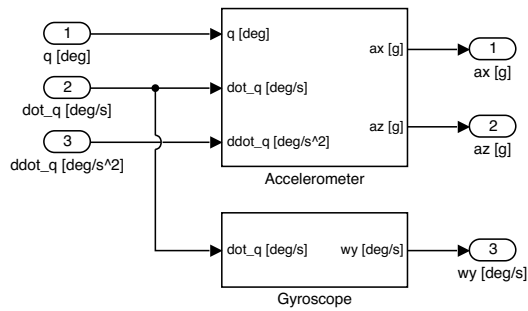 1
q [deg]
2
dot_q [deg/s]
3
ddot_q [deg/s^2]
q [deg]
dot_q [deg/s]
ddot_q [deg/s^2]
ax [g]
az [g]
Accelerometer
1
ax [g]
2
az [g]
dot_q [deg/s]
wy [deg/s]
Gyroscope
3
wy [deg/s]